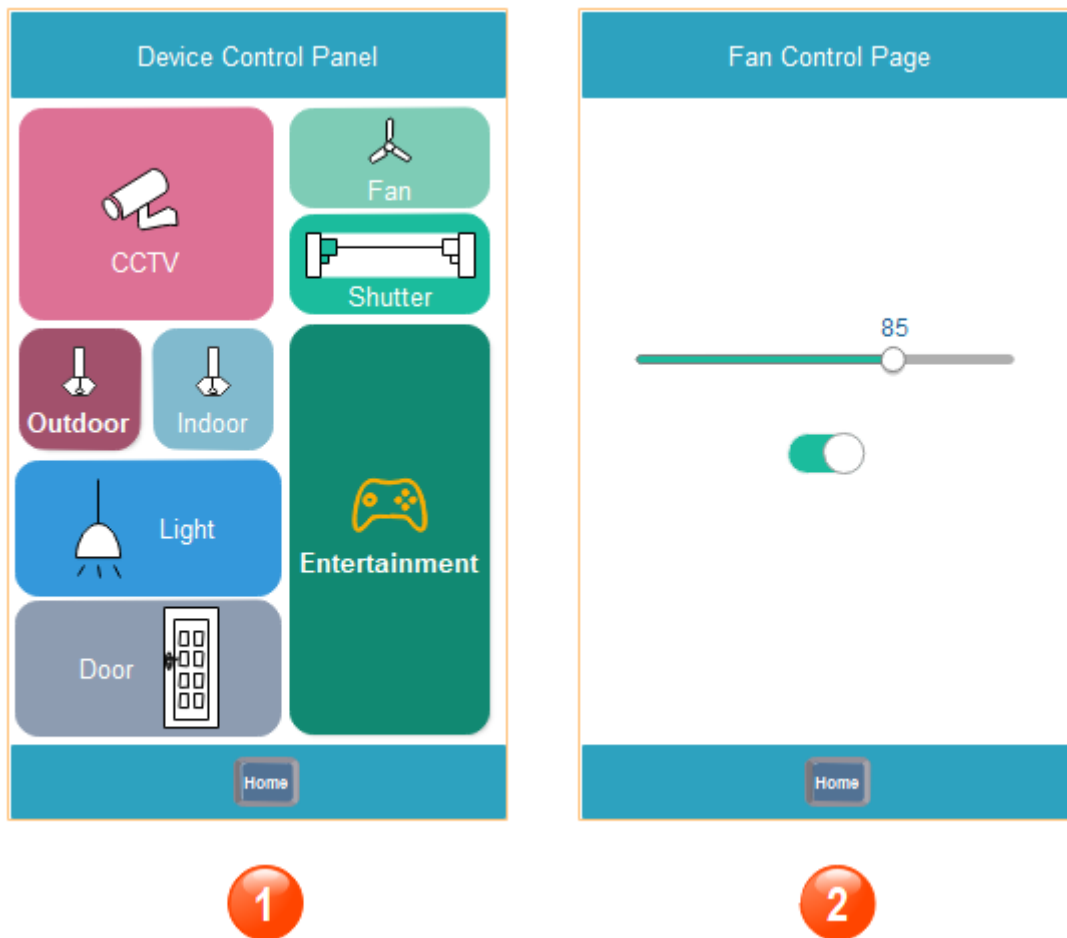 Device Control Panel
CCTV
Fan
Shutter
Outdoor
Indoor
Light
Entertainment
Door
Home
1
Fan Control Page
85
Home
2